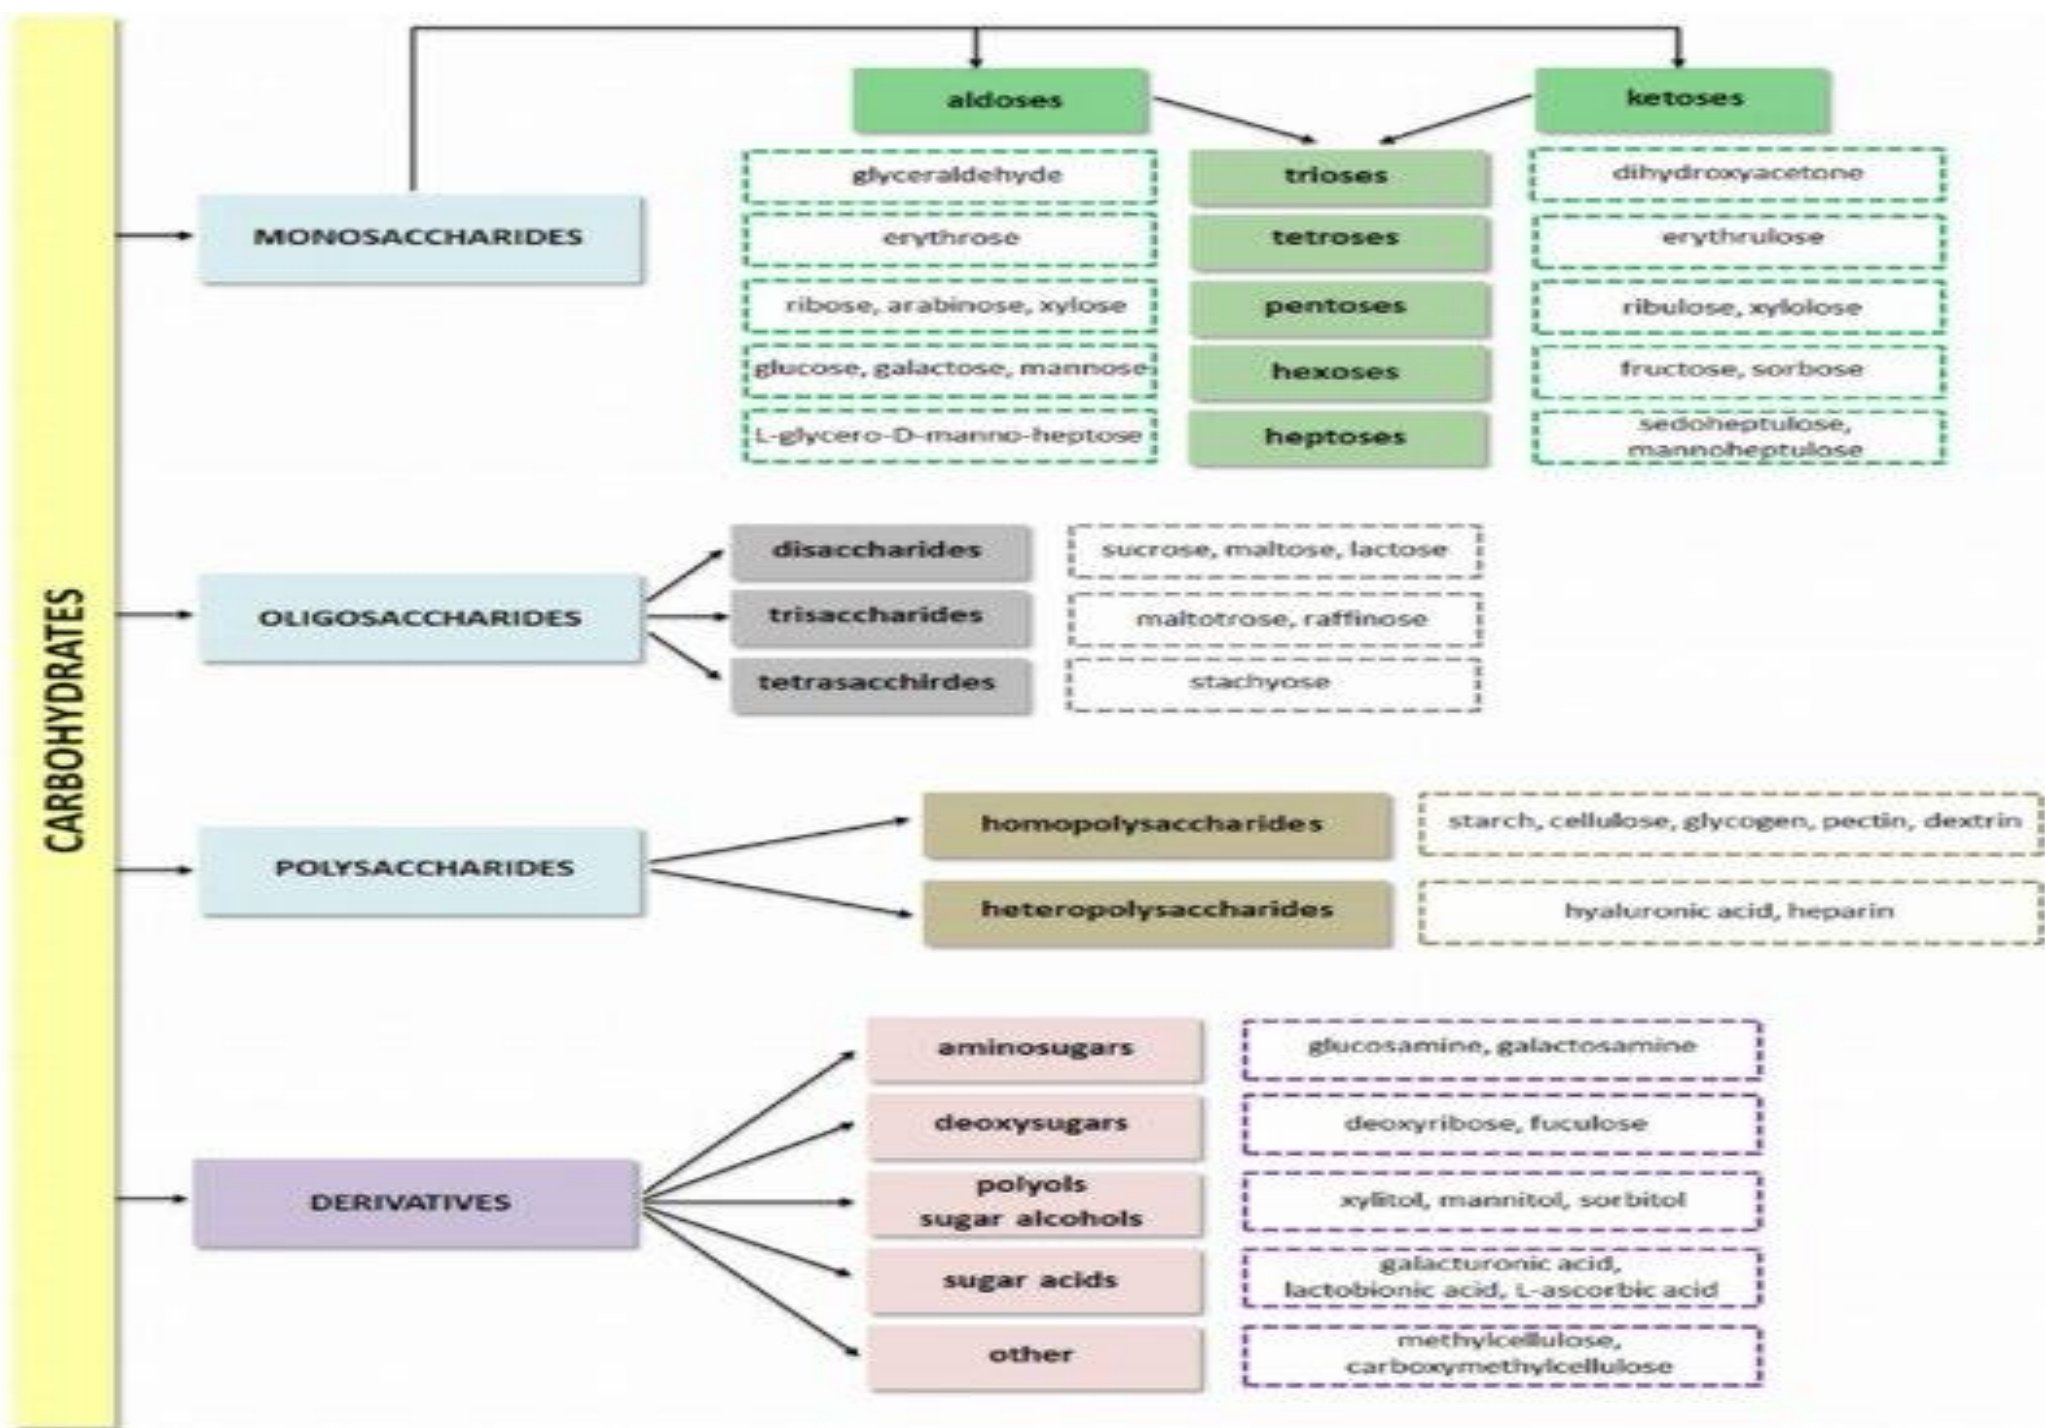 CARBOHYDRATES
aldoses
ketoses
MONOSACCHARIDES
glyceraldehyde
trioses
dihydroxyacetone
erythrose
tetroses
erythrulose
ribose, arabinose, xylose
pentoses
ribulose, xylolose
glucose, galactose, mannose
hexoses
fructose, sorbose
L-glycero-D-manno-heptose
heptoses
sedoheptulose,
mannoheptulose
OLIGOSACCHARIDES
disaccharides
sucrose, maltose, lactose
trisaccharides
maltotrose, raffinose
tetrasacchirdes
stachyose
POLYSACCHARIDES
homopolysaccharides
starch, cellulose, glycogen, pectin, dextrin
heteropolysaccharides
hyaluronic acid, heparin
DERIVATIVES
aminosugars
glucosamine, galactosamine
deoxysugars
deoxyribose, fuculose
polyols
sugar alcohols
xylitol, mannitol, sorbitol
sugar acids
galacturonic acid,
lactobionic acid, L-ascorbic acid
other
methylcellulose,
carboxymethylcellulose